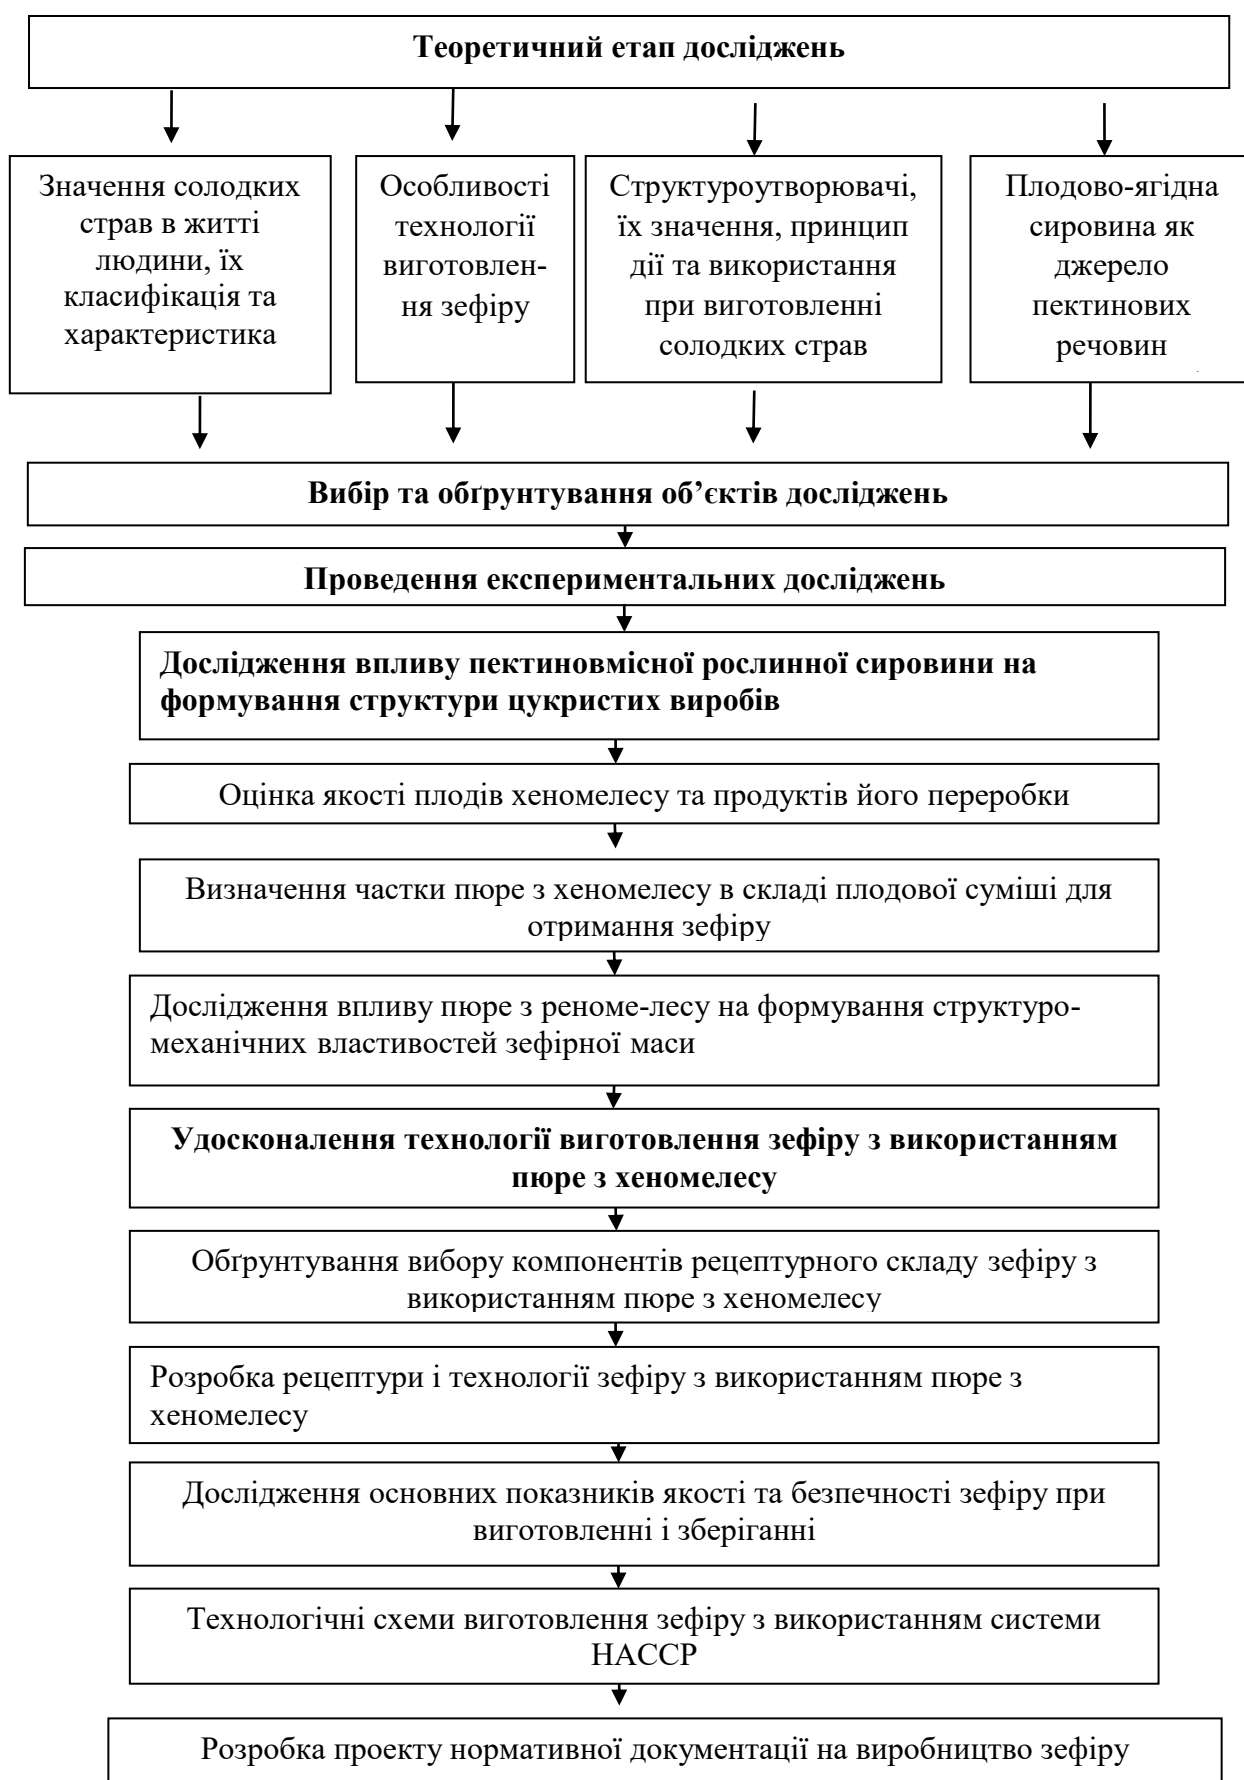 Теоретичний етап досліджень
Значення солодких
страв в житті
людини, їх
класифікація та
характеристика
Особливості
технології
виготовлен-
ня зефіру
Структуроутворювачі,
їх значення, принцип
дії та використання
при виготовленні
солодких страв
Плодово-ягідна
сировина як
джерело
пектинових
речовин
Вибір та обґрунтування об’єктів досліджень
Проведення експериментальних досліджень
Дослідження впливу пектиновмісної рослинної сировини на
формування структури цукристих виробів
Оцінка якості плодів хеномелесу та продуктів його переробки
Визначення частки пюре з хеномелесу в складі плодової суміші для
отримання зефіру
Дослідження впливу пюре з реноме-лесу на формування структуро-
механічних властивостей зефірної маси
Удосконалення технології виготовлення зефіру з використанням
пюре з хеномелесу
Обґрунтування вибору компонентів рецептурного складу зефіру з
використанням пюре з хеномелесу
Розробка рецептури і технології зефіру з використанням пюре з
хеномелесу
Дослідження основних показників якості та безпечності зефіру при
виготовленні і зберіганні
Технологічні схеми виготовлення зефіру з використанням системи
НАССР
Розробка проекту нормативної документації на виробництво зефіру